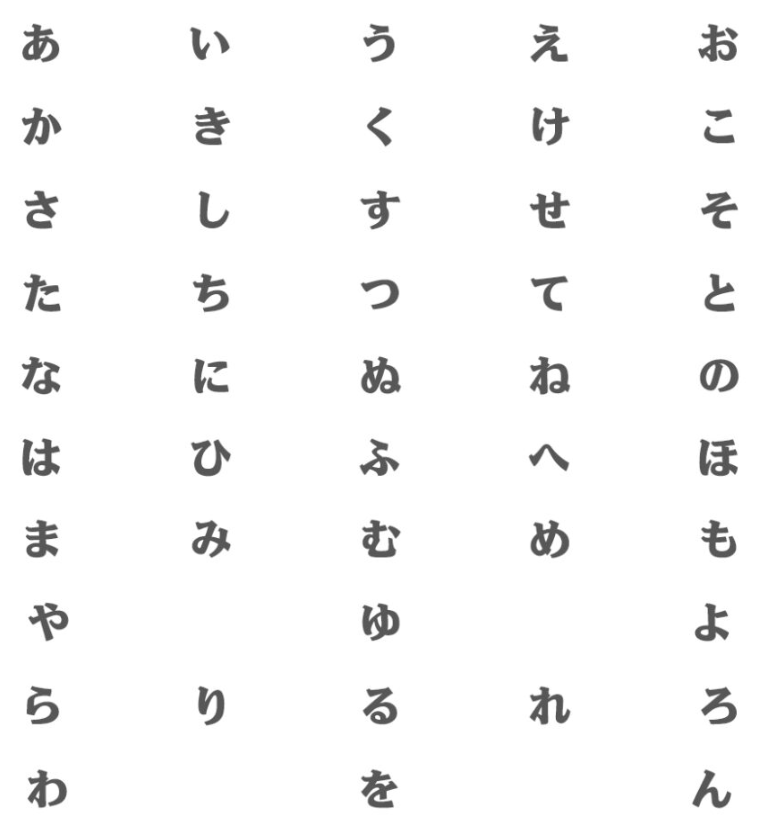 あ い う え お
か き く け こ
さ し す せ そ
た ち つ て と
な に ぬ ね の
は ひ ふ へ ほ
ま み む め も
や ゆ よ
ら り る れ ろ
わ を ん